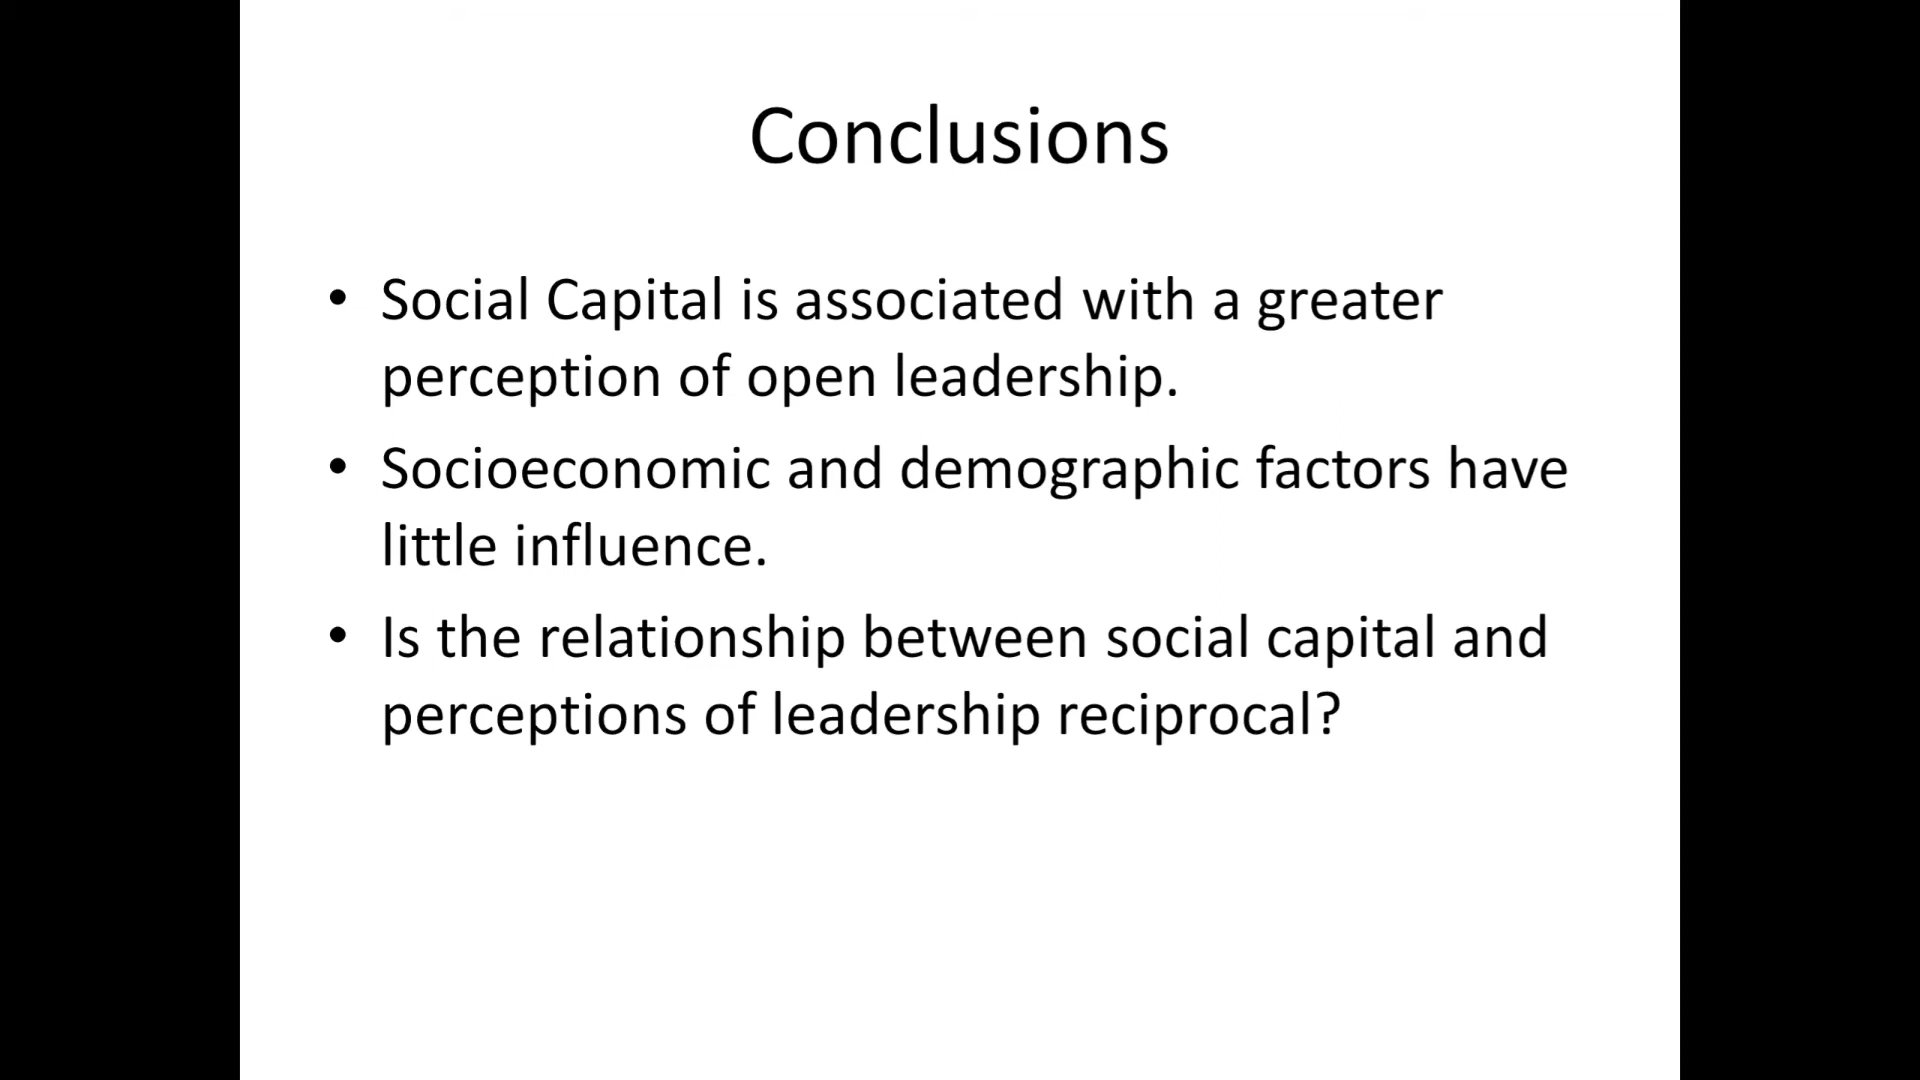 Conclusions
• Social Capital is associated with a greater
perception of open leadership.
• Socioeconomic and demographic factors have
little influence.
• Is the relationship between social capital and
perceptions of leadership reciprocal?